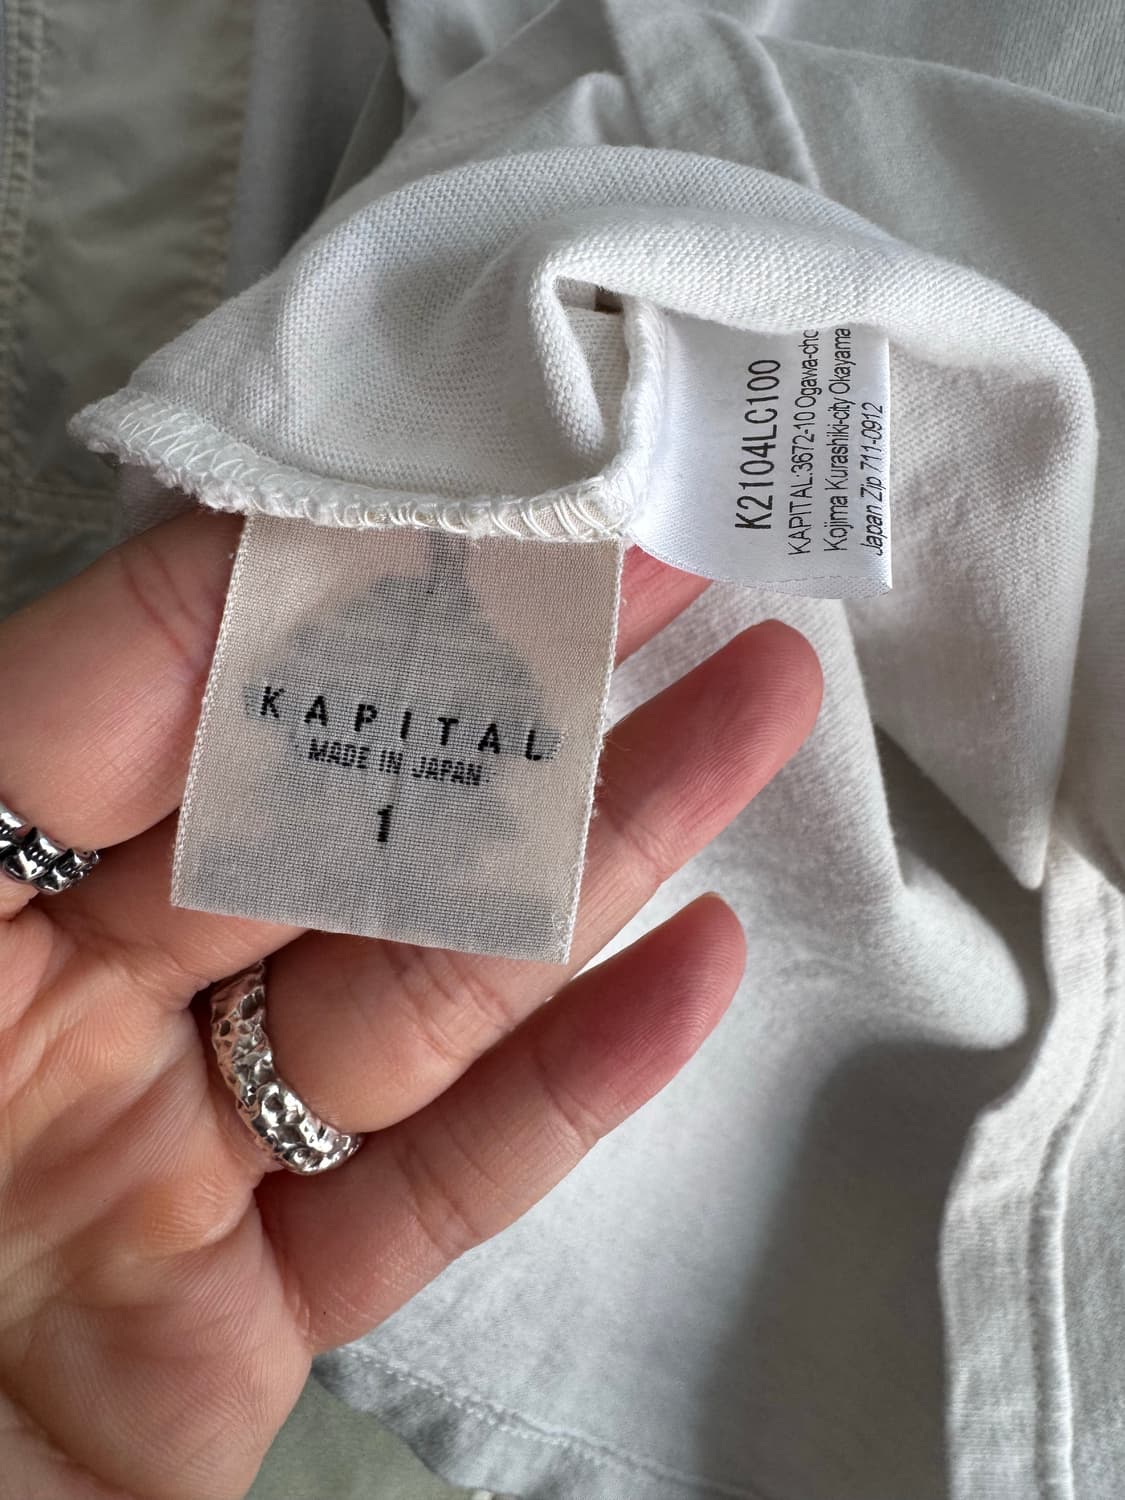 KAPITAL
MADE IN JAPAN
1
K2104LC100
KAPITAL:3672-10 Ogawa-cho
Kojima Kurashiki-city Okayama
Japan Zip 711-0912